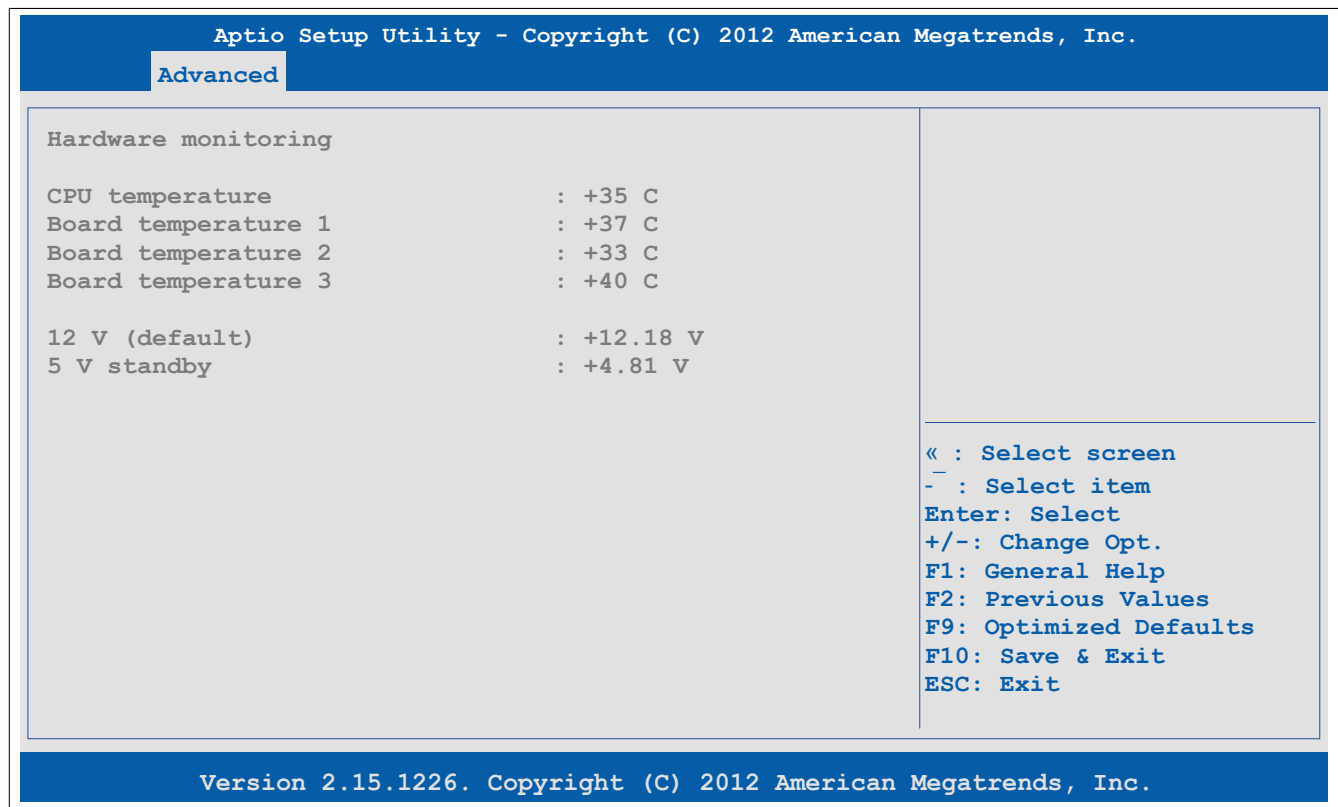 Aptio Setup Utility - Copyright (C) 2012 American Megatrends, Inc.
Advanced
Hardware monitoring
CPU temperature : +35 C
Board temperature 1 : +37 C
Board temperature 2 : +33 C
Board temperature 3 : +40 C
12 V (default) : +12.18 V
5 V standby : +4.81 V
« : Select screen
-¯ : Select item
Enter: Select
+/-: Change Opt.
F1: General Help
F2: Previous Values
F9: Optimized Defaults
F10: Save & Exit
ESC: Exit
Version 2.15.1226. Copyright (C) 2012 American Megatrends, Inc.